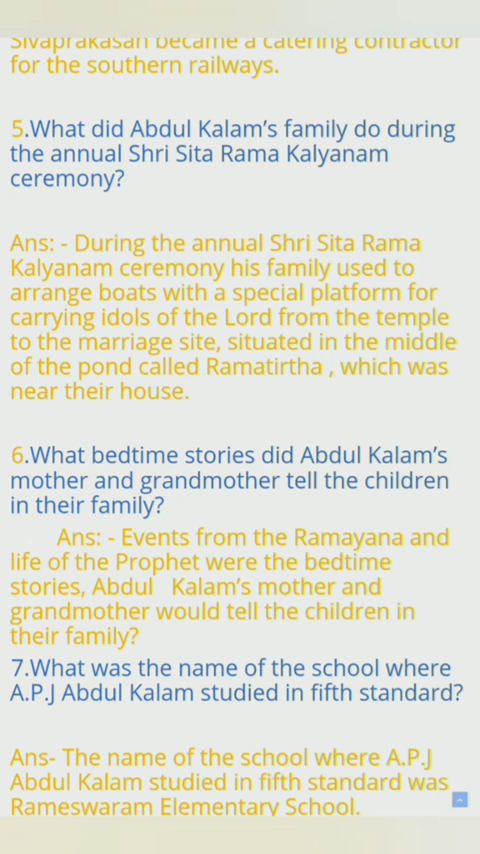 Sivaprakasan became a catering contractor
for the southern railways.
5.What did Abdul Kalam's family do during
the annual Shri Sita Rama Kalyanam
ceremony?
Ans: - During the annual Shri Sita Rama
Kalyanam ceremony his family used to
arrange boats with a special platform for
carrying idols of the Lord from the temple
to the marriage site, situated in the middle
of the pond called Ramatirtha , which was
near their house.
6.What bedtime stories did Abdul Kalam's
mother and grandmother tell the children
in their family?
Ans: - Events from the Ramayana and
life of the Prophet were the bedtime
stories, Abdul Kalam's mother and
grandmother would tell the children in
their family?
7.What was the name of the school where
A.P.J Abdul Kalam studied in fifth standard?
Ans- The name of the school where A.P.J
Abdul Kalam studied in fifth standard was
Rameswaram Elementary School.